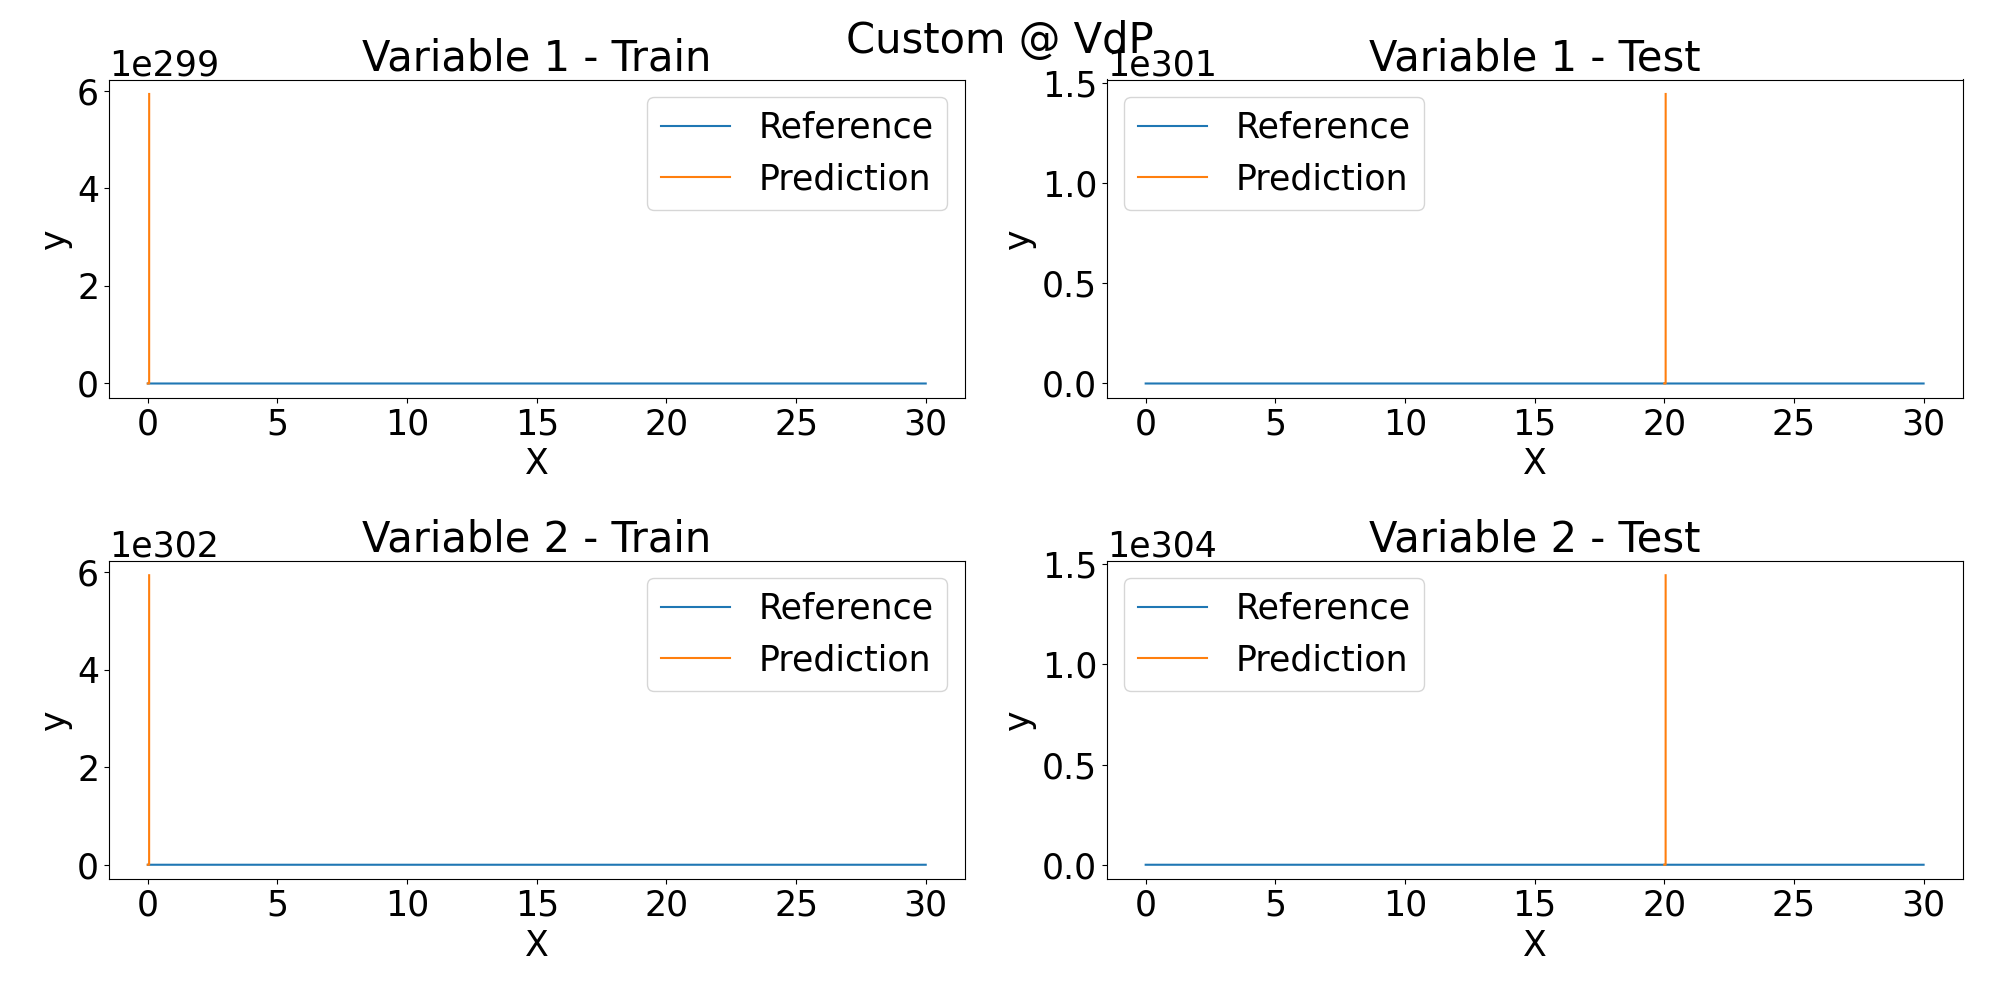 Custom @ VdP
Variable 1 - Train
1e299
6
4
2
0
y
0 5 10 15 20 25 30
X
Reference
Prediction
Variable 1 - Test
1e301
1.5
1.0
0.5
0.0
y
0 5 10 15 20 25 30
X
Reference
Prediction
Variable 2 - Train
1e302
6
4
2
0
y
0 5 10 15 20 25 30
X
Reference
Prediction
Variable 2 - Test
1e304
1.5
1.0
0.5
0.0
y
0 5 10 15 20 25 30
X
Reference
Prediction